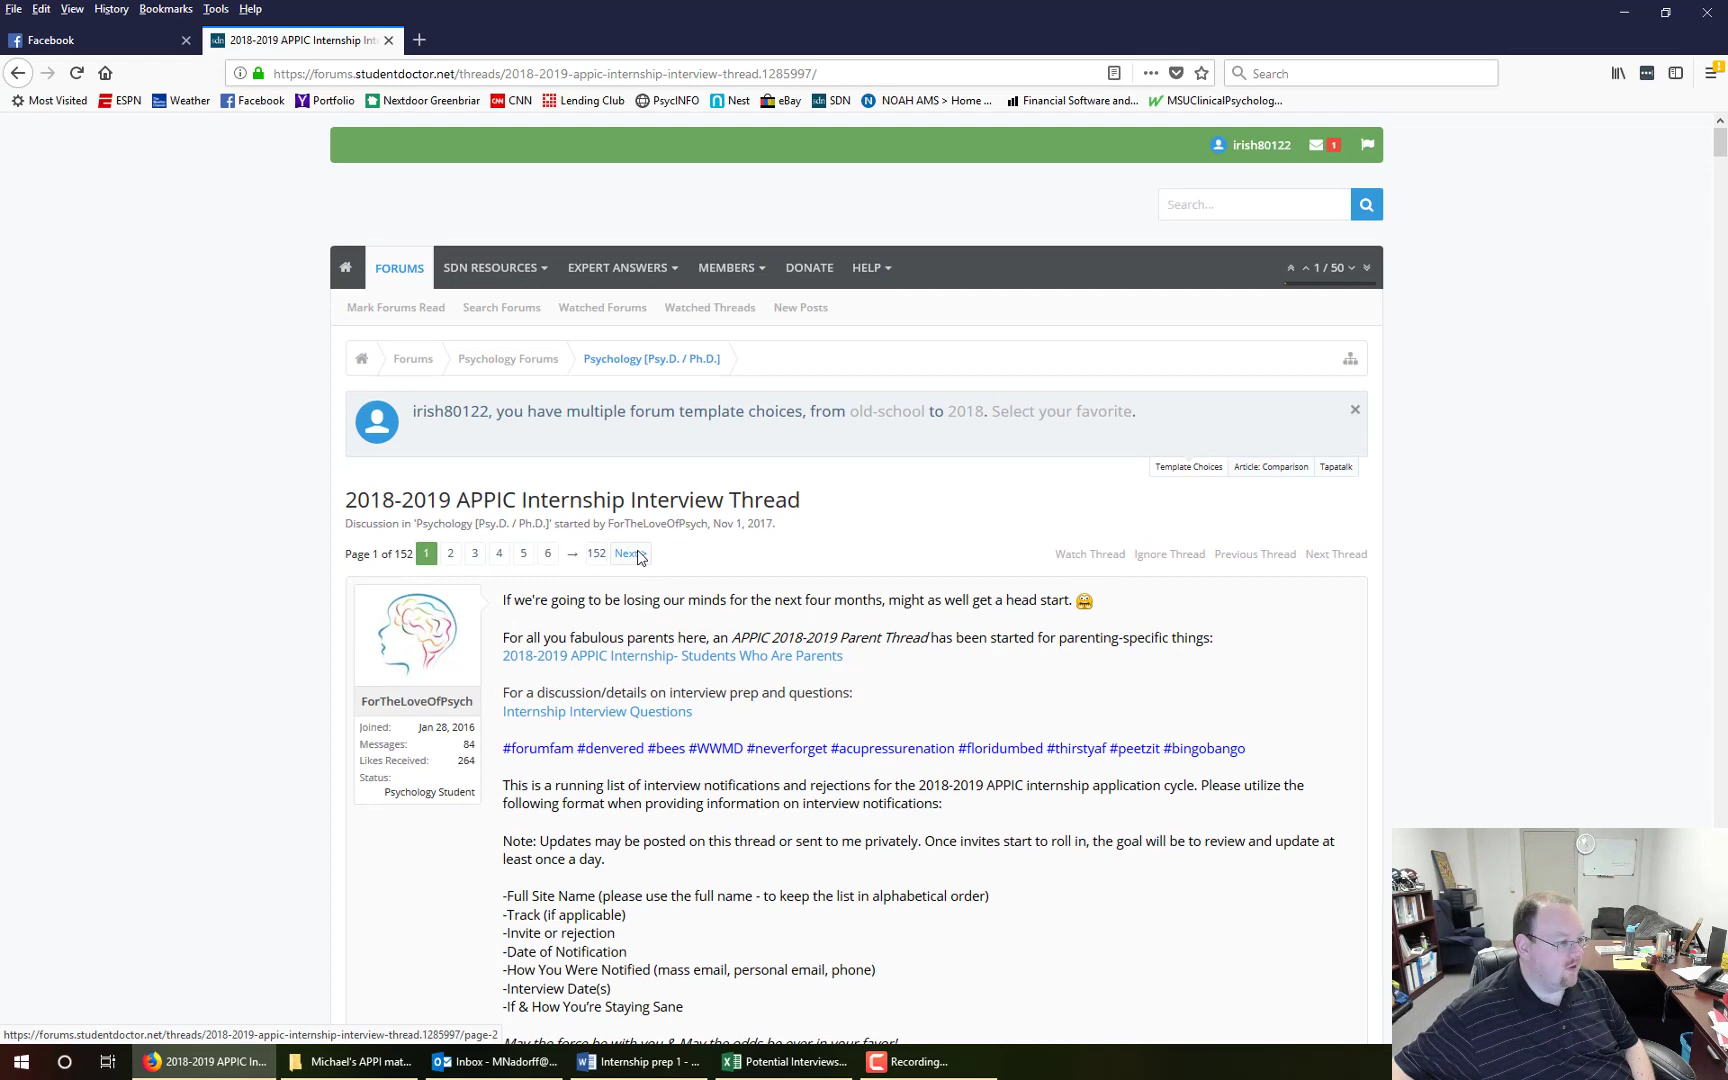 File Edit View History Bookmarks Tools Help
Facebook
sdn 2018-2019 APPIC Internship Int
https://forums.studentdoctor.net/threads/2018-2019-appic-internship-interview-thread.1285997/
Search
Most Visited ESPN Weather Facebook Portfolio Nextdoor Greenbriar CNN Lending Club PsycINFO Nest eBay SDN NOAH AMS > Home ... Financial Software and... MSUClinicalPsycholog...
irish80122 1
Search...
FORUMS SDN RESOURCES EXPERT ANSWERS MEMBERS DONATE HELP 1 / 50
Mark Forums Read Search Forums Watched Forums Watched Threads New Posts
Forums Psychology Forums Psychology [Psy.D. / Ph.D.]
irish80122, you have multiple forum template choices, from old-school to 2018. Select your favorite.
Template Choices Article: Comparison Tapatalk
2018-2019 APPIC Internship Interview Thread
Discussion in 'Psychology [Psy.D. / Ph.D.]' started by ForTheLoveOfPsych, Nov 1, 2017.
Page 1 of 152 1 2 3 4 5 6 → 152 Next >
Watch Thread Ignore Thread Previous Thread Next Thread
If we're going to be losing our minds for the next four months, might as well get a head start.
For all you fabulous parents here, an APPIC 2018-2019 Parent Thread has been started for parenting-specific things:
2018-2019 APPIC Internship- Students Who Are Parents
For a discussion/details on interview prep and questions:
Internship Interview Questions
#forumfam #denvered #bees #WWMD #neverforget #acupressurenation #floridumbed #thirstyaf #peetzit #bingobango
ForTheLoveOfPsych
Joined: Jan 28, 2016
Messages: 84
Likes Received: 264
Status:
Psychology Student
This is a running list of interview notifications and rejections for the 2018-2019 APPIC internship application cycle. Please utilize the
following format when providing information on interview notifications:
Note: Updates may be posted on this thread or sent to me privately. Once invites start to roll in, the goal will be to review and update at
least once a day.
-Full Site Name (please use the full name - to keep the list in alphabetical order)
-Track (if applicable)
-Invite or rejection
-Date of Notification
-How You Were Notified (mass email, personal email, phone)
-Interview Date(s)
-If & How You're Staying Sane
May the force be with you & May the odds be ever in your favor!
https://forums.studentdoctor.net/threads/2018-2019-appic-internship-interview-thread.1285997/page-2
2018-2019 APPIC In... Michael's APPI mat... Inbox - MNadorff@... Internship prep 1 - ... Potential Interviews... Recording...